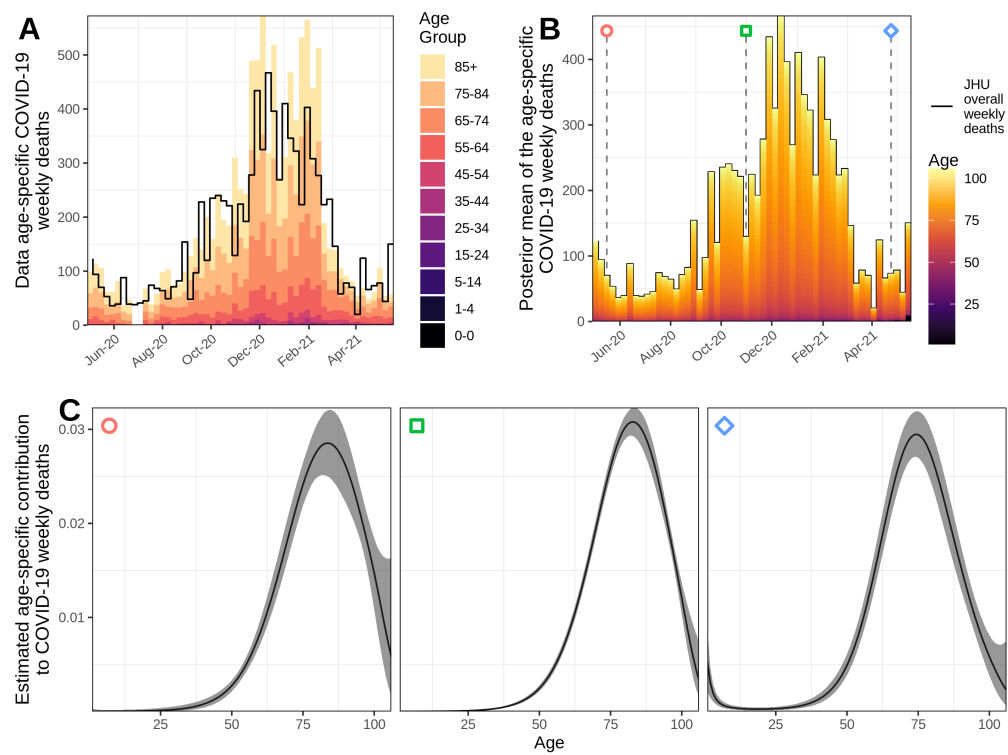 A
Data age-specific COVID-19
weekly deaths
500
400
300
200
100
0
Jun-20
Aug-20
Oct-20
Dec-20
Feb-21
Apr-21
Age
Group
85+
75-84
65-74
55-64
45-54
35-44
25-34
15-24
5-14
1-4
0-0
B
Posterior mean of the age-specific
COVID-19 weekly deaths
400
300
200
100
0
Jun-20
Aug-20
Oct-20
Dec-20
Feb-21
Apr-21
JHU
overall
weekly
deaths
Age
100
75
50
25
C
Estimated age-specific contribution
to COVID-19 weekly deaths
0.03
0.02
0.01
25
50
75
100
25
50
75
100
25
50
75
100
Age